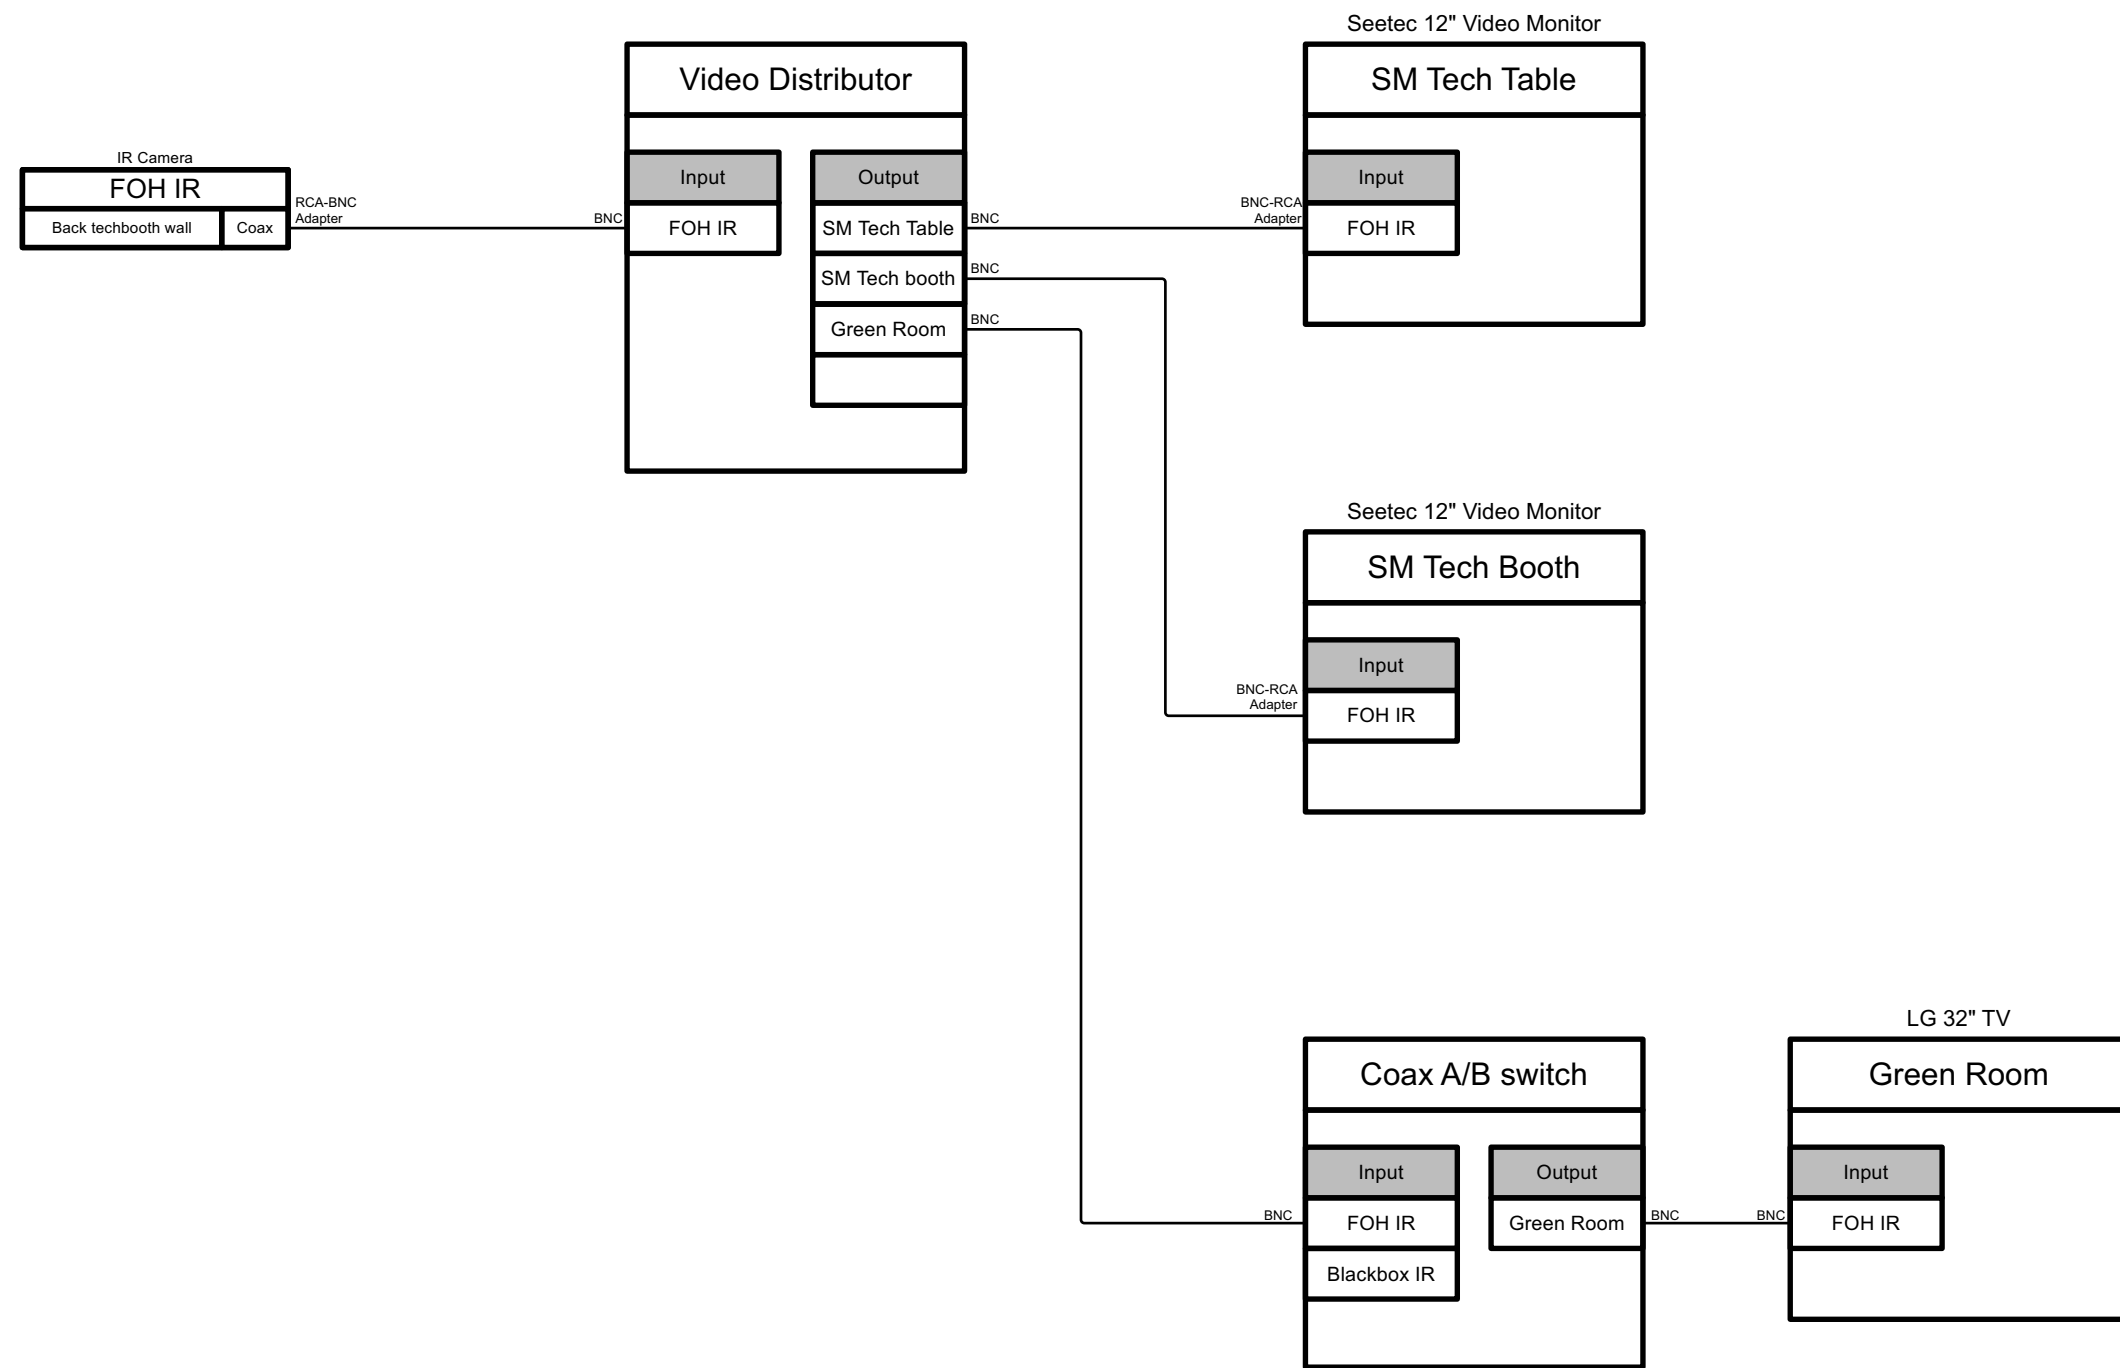 IR Camera
FOH IR
Back techbooth wall
Coax
RCA-BNC
Adapter
BNC
Video Distributor
Input
FOH IR
Output
SM Tech Table
SM Tech booth
Green Room
BNC
BNC
BNC
Seetec 12" Video Monitor
SM Tech Table
BNC-RCA
Adapter
Input
FOH IR
Seetec 12" Video Monitor
SM Tech Booth
BNC-RCA
Adapter
Input
FOH IR
Coax A/B switch
BNC
Input
FOH IR
Blackbox IR
Output
Green Room
BNC
LG 32" TV
Green Room
BNC
Input
FOH IR